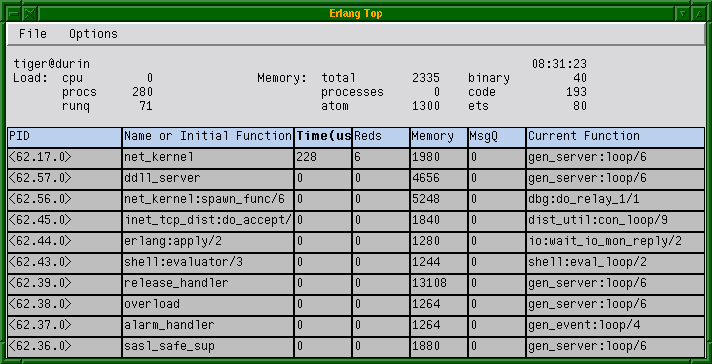 Erlang Top
File Options
tiger@durin 08:31:23
Load: cpu 0 Memory: total 2335 binary 40
procs 280 processes 0 code 193
runq 71 atom 1300 ets 80
PID Name or Initial Function Time(us Reds Memory MsgQ Current Function
<62.17.0> net_kernel 228 6 1980 0 gen_server:loop/6
<62.57.0> ddll_server 0 0 4656 0 gen_server:loop/6
<62.56.0> net_kernel:spawn_func/6 0 0 5248 0 dbg:do_relay_1/1
<62.45.0> inet_tcp_dist:do_accept/ 0 0 1840 0 dist_util:con_loop/9
<62.44.0> erlang:apply/2 0 0 1280 0 io:wait_io_mon_reply/2
<62.43.0> shell:evaluator/3 0 0 1244 0 shell:eval_loop/2
<62.39.0> release_handler 0 0 13108 0 gen_server:loop/6
<62.38.0> overload 0 0 1264 0 gen_server:loop/6
<62.37.0> alarm_handler 0 0 1264 0 gen_event:loop/4
<62.36.0> sasl_safe_sup 0 0 1880 0 gen_server:loop/6